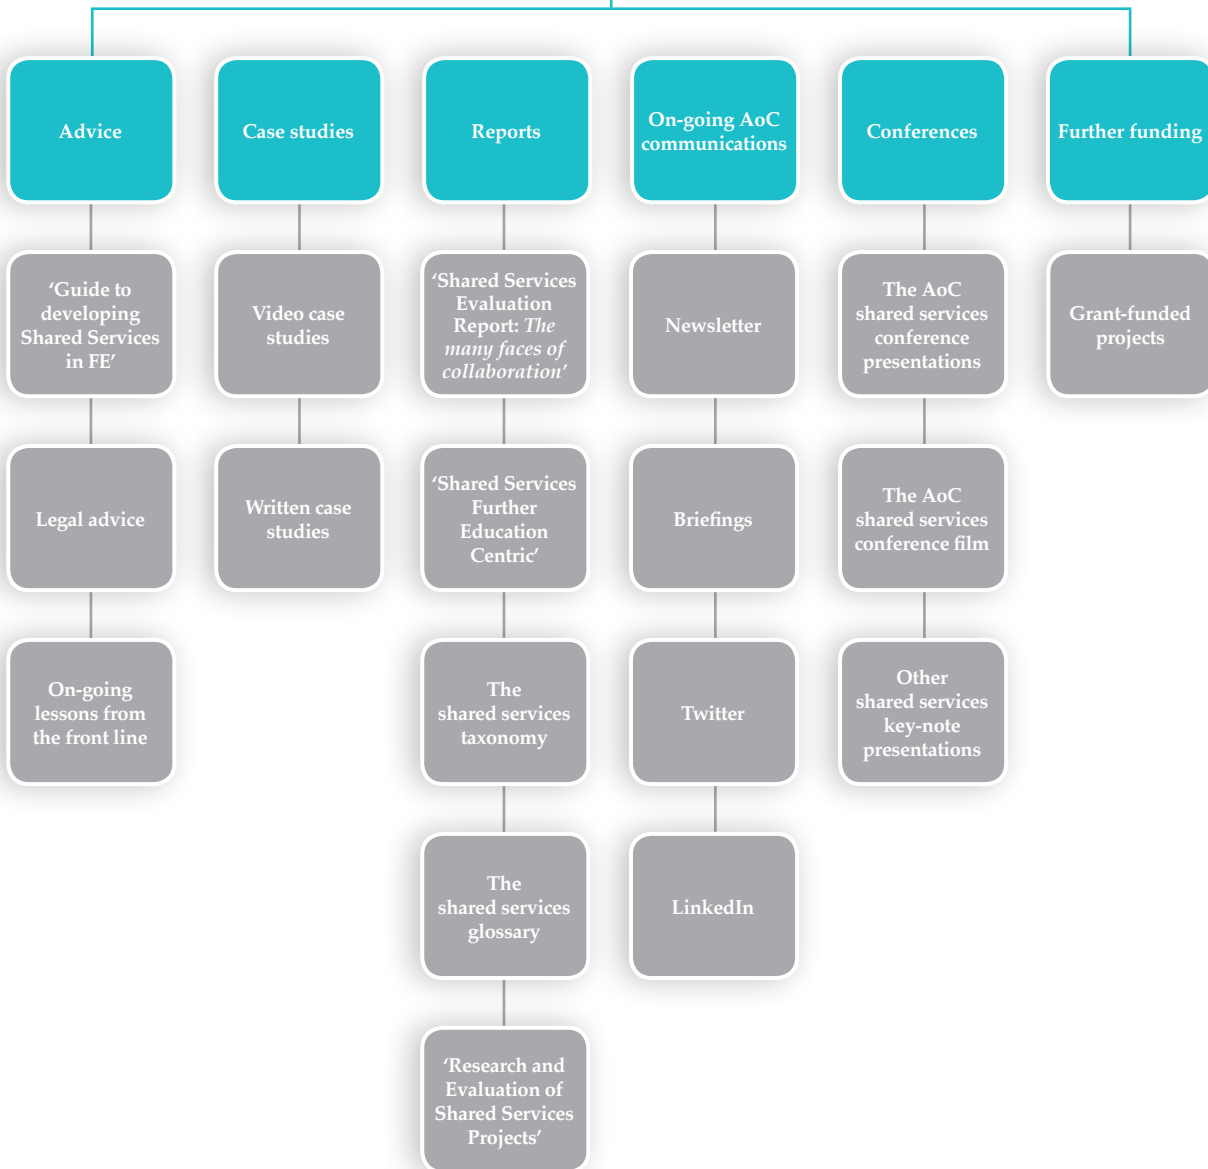 Advice
Case studies
Reports
On-going AoC
communications
Conferences
Further funding
‘Guide to
developing
Shared Services
in FE’
Video case
studies
‘Shared Services
Evaluation
Report: The
many faces of
collaboration’
Newsletter
The AoC
shared services
conference
presentations
Grant-funded
projects
Legal advice
Written case
studies
‘Shared Services
Further
Education
Centric’
Briefings
The AoC
shared services
conference film
On-going
lessons from
the front line
The
shared services
taxonomy
Twitter
Other
shared services
key-note
presentations
The
shared services
glossary
LinkedIn
‘Research and
Evaluation of
Shared Services
Projects’